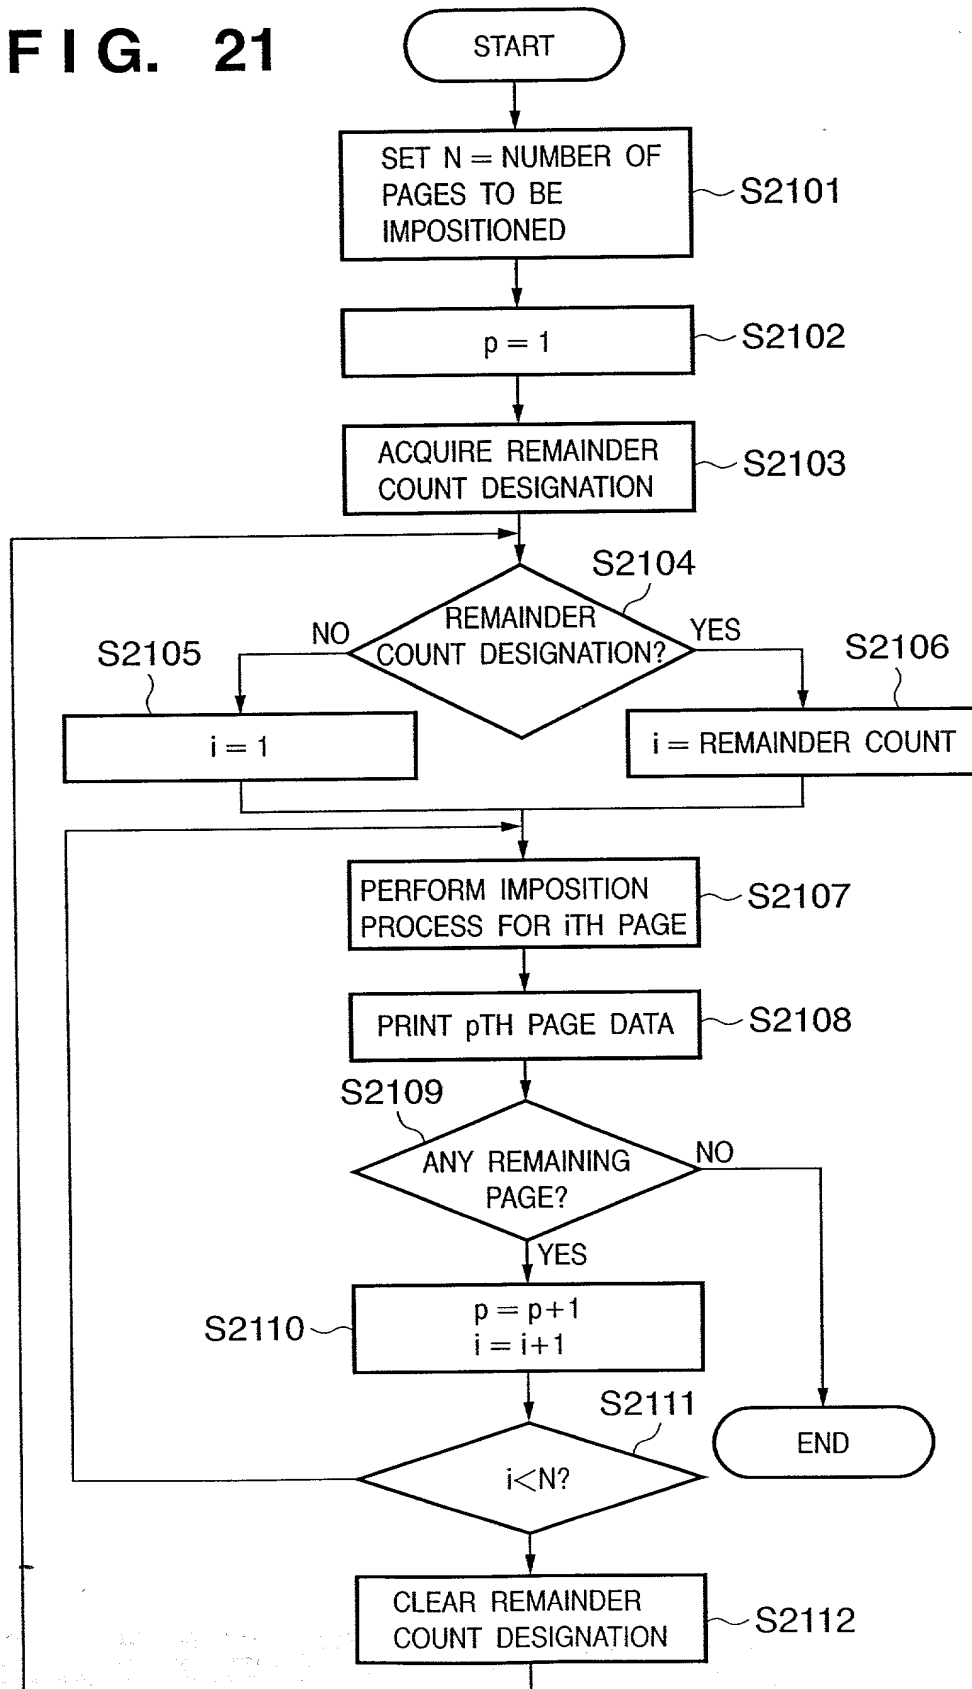 FIG. 21
START
SET N = NUMBER OF
PAGES TO BE
IMPOSITIONED
S2101
p = 1
S2102
ACQUIRE REMAINDER
COUNT DESIGNATION
S2103
S2104
REMAINDER
COUNT DESIGNATION?
NO
YES
S2105
i = 1
S2106
i = REMAINDER COUNT
PERFORM IMPOSITION
PROCESS FOR iTH PAGE
S2107
PRINT pTH PAGE DATA
S2108
S2109
ANY REMAINING
PAGE?
NO
YES
p = p+1
i = i+1
S2110
S2111
i<N?
END
CLEAR REMAINDER
COUNT DESIGNATION
S2112